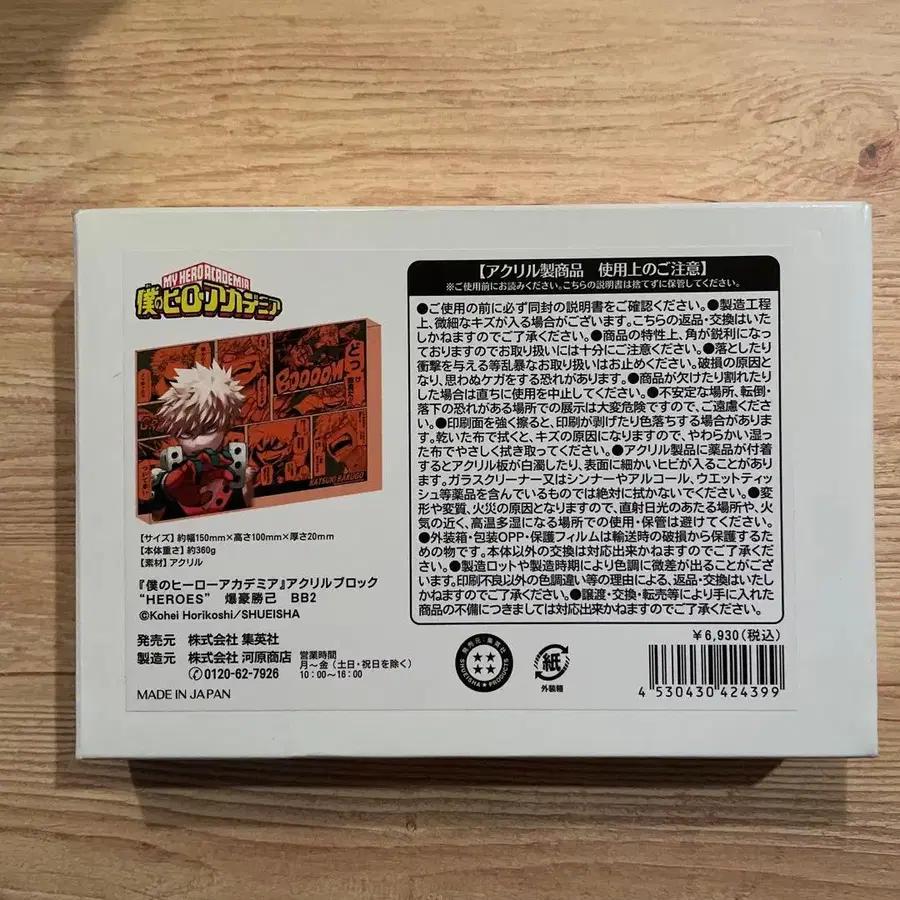 MY HERO ACADEMIA
僕のヒーローアカデミア
BOOOOM
KATSUKI BAKUGO
【サイズ】約幅150mm×高さ100mm×厚さ20mm
【本体重さ】約360g
【素材】アクリル
『僕のヒーローアカデミア』アクリルブロック
“HEROES” 爆豪勝己 BB2
©Kohei Horikoshi/SHUEISHA
発売元 株式会社 集英社
製造元 株式会社 河原商店
0120-62-7926
営業時間
月～金（土日・祝日を除く）
10:00～16:00
MADE IN JAPAN
【アクリル製商品 使用上のご注意】
※ご使用前にお読みください。こちらの説明書は捨てずに保管してください。
●ご使用の前に必ず同封の説明書をご確認ください。●製造工程
上、微細なキズが入る場合がございます。こちらの返品・交換はいた
しかねますのでご了承ください。●商品の特性上、角が鋭利になっ
ておりますのでお取り扱いには十分にご注意ください。●落としたり
衝撃を与える等乱暴なお取り扱いはお止めください。破損の原因と
なり、思わぬケガをする恐れがあります。●商品が欠けたり割れたり
した場合は直ちに使用を中止してください。●不安定な場所、転倒・
落下の恐れがある場所での展示は大変危険ですので、ご遠慮くださ
い。●印刷面を強く擦ると、印刷が剥げたり色落ちする場合がありま
す。乾いた布で拭くと、キズの原因になりますので、やわらかい湿っ
た布でやさしく拭き取ってください。●アクリル製品に薬品が付着
するとアクリル板が白濁したり、表面に細かいヒビが入ることがあり
ます。ガラスクリーナー又はシンナーやアルコール、ウエットティッ
シュ等薬品を含んでいるものでは絶対に拭かないでください。●変
形や変質、火災の原因となりますので、直射日光のあたる場所や、火
気の近く、高温多湿になる場所での使用・保管は避けてください。
●外装箱・包装OPP・保護フィルムは輸送時の破損から保護するた
めの物です。本体以外の交換は対応出来かねますのでご了承くださ
い。●製造ロットや製造時期により色調に微差が出ることがござい
ます。印刷不良以外の色調違い等の理由による、返品・交換はいたし
かねますのでご了承ください。●譲渡・交換・転売等により手に入れた
商品の不備につきましては対応出来かねますのでご了承ください。
￥6,930（税込）
発売元・集英社
SHUEISHA PRODUCTS
紙
外装箱
4 530430 424399